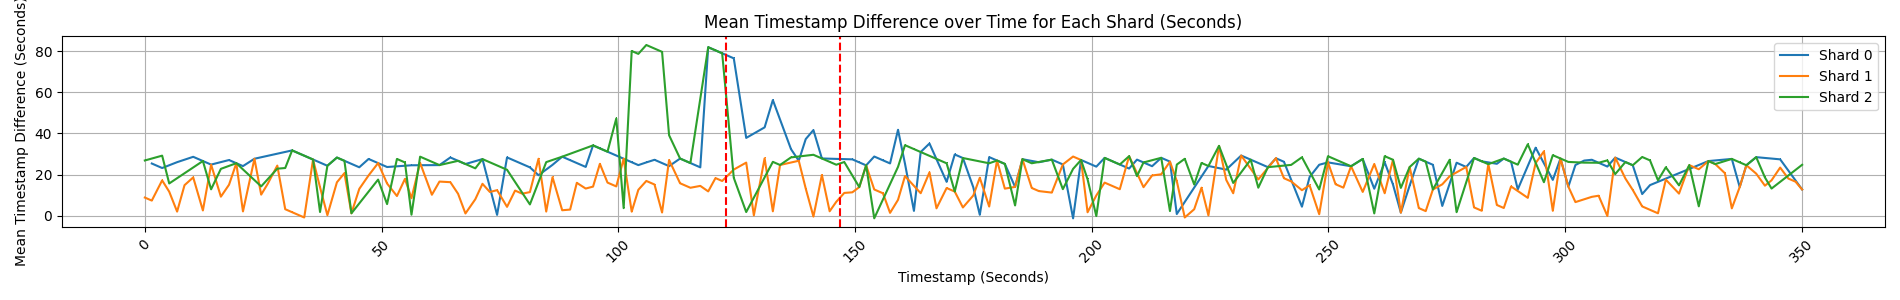 Mean Timestamp Difference over Time for Each Shard (Seconds)
Mean Timestamp Difference (Seconds)
80
60
40
20
0
Shard 0
Shard 1
Shard 2
0
50
100
150
200
250
300
350
Timestamp (Seconds)